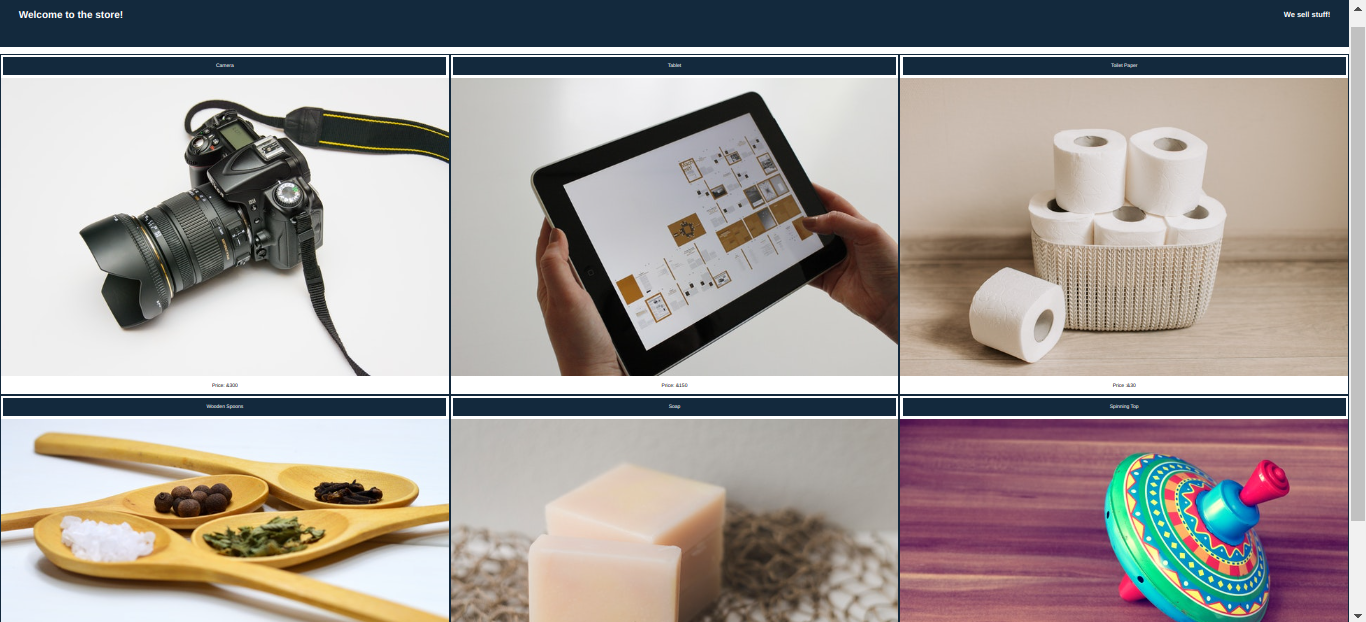 Welcome to the store!
We sell stuff!
Camera
Tablet
Toilet Paper
Price: &300
Price: &150
Price :&30
Wooden Spoons
Soap
Spinning Top